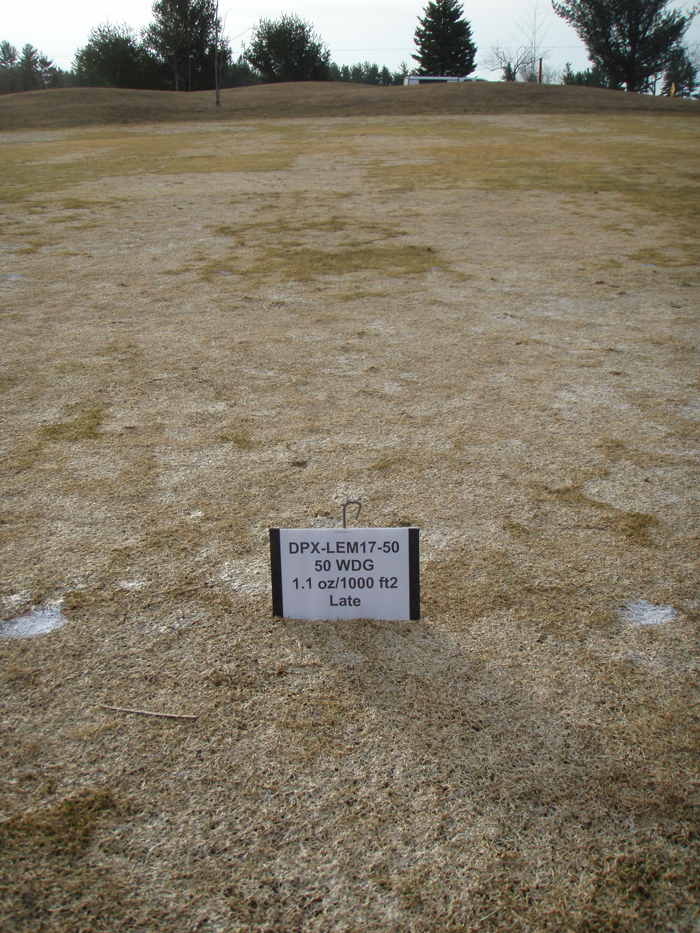 DPX-LEM17-50
50 WDG
1.1 oz/1000 ft2
Late